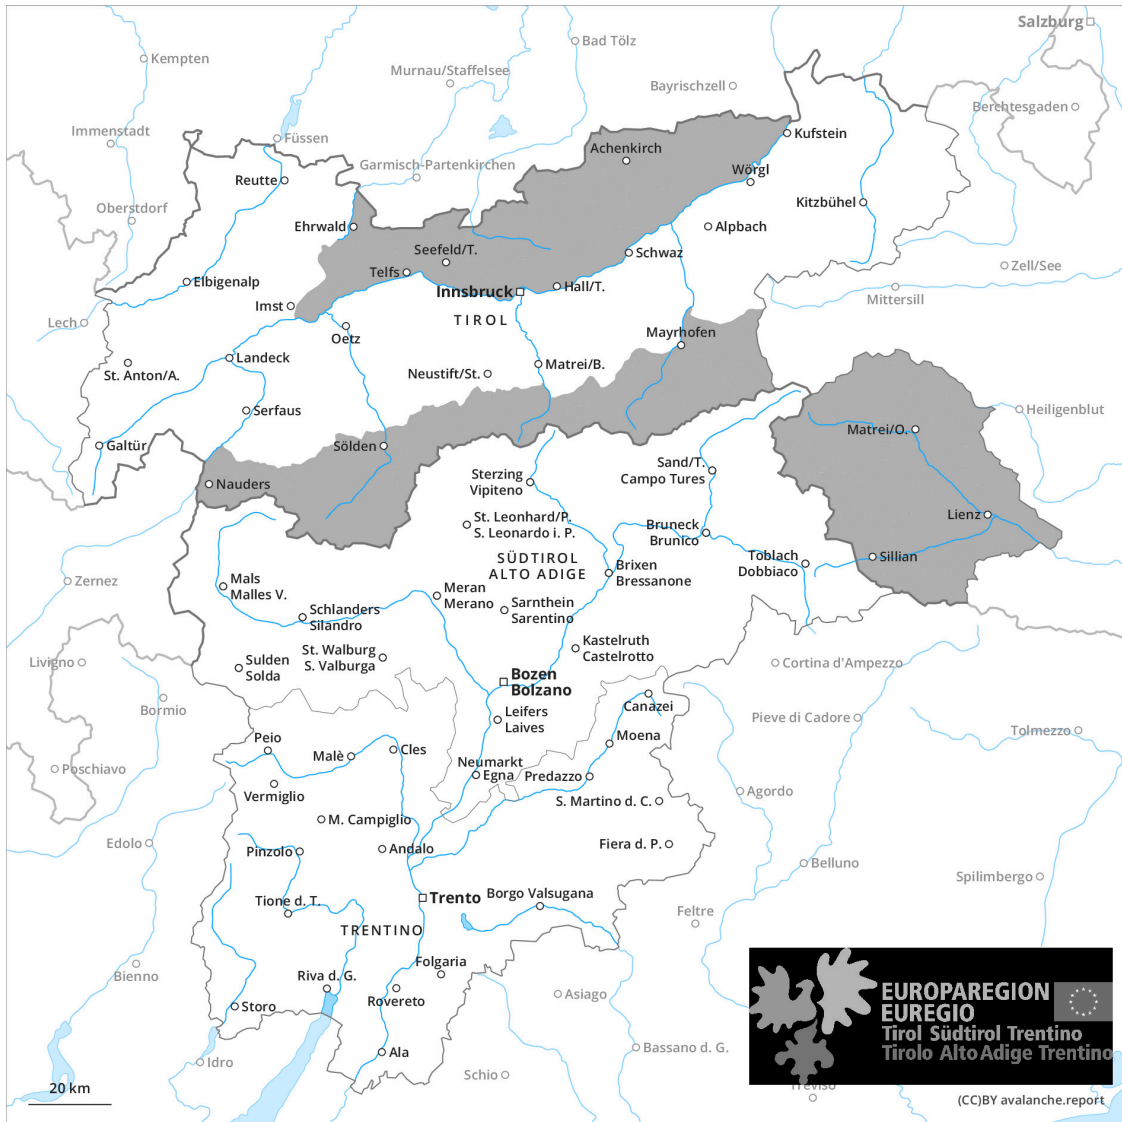 Salzburg
Bad Tölz
Kempten
Murnau/Staffelsee
Bayrischzell
Berchtesgaden
Immenstadt
Füssen
Kufstein
Achenkirch
Garmisch-Partenkirchen
Wörgl
Reutte
Kitzbühel
Oberstdorf
Ehrwald
Alpbach
Seefeld/T.
Schwaz
Zell/See
Telfs
Elbigenalp
Hall/T.
Innsbruck
Mittersill
Imst
Lech
TIROL
Mayrhofen
Oetz
Landeck
Matrei/B.
St. Anton/A.
Neustift/St.
Serfaus
Heiligenblut
Matrei/O.
Galtür
Sölden
Sand/T.
Campo Tures
Sterzing
Vipiteno
Nauders
Lienz
St. Leonhard/P.
S. Leonardo i. P.
Bruneck
Brunico
SÜDTIROL
ALTO ADIGE
Toblach
Dobbiaco
Sillian
Brixen
Bressanone
Zernez
Mals
Malles V.
Meran
Merano
Sarnthein
Sarentino
Schlanders
Silandro
Kastelruth
Castelrotto
St. Walburg
S. Valburga
Livigno
Sulden
Solda
Cortina d'Ampezzo
Bozen
Bolzano
Bormio
Canazei
Leifers
Laives
Pieve di Cadore
Tolmezzo
Peio
Moena
Malè
Cles
Neumarkt
Egna
Predazzo
Poschiavo
Vermiglio
Agordo
S. Martino d. C.
M. Campiglio
Edolo
Fiera d. P.
Pinzolo
Andalo
Belluno
Spilimbergo
Borgo Valsugana
Trento
Tione d. T.
Feltre
TRENTINO
Folgaria
Bienno
Riva d. G.
Rovereto
Asiago
Storo
EUROPAREGION
EUREGIO
Tirol Südtirol Trentino
Tirolo Alto Adige Trentino
Ala
Bassano d. G.
Idro
Schio
20 km
Treviso
(CC)BY avalanche.report